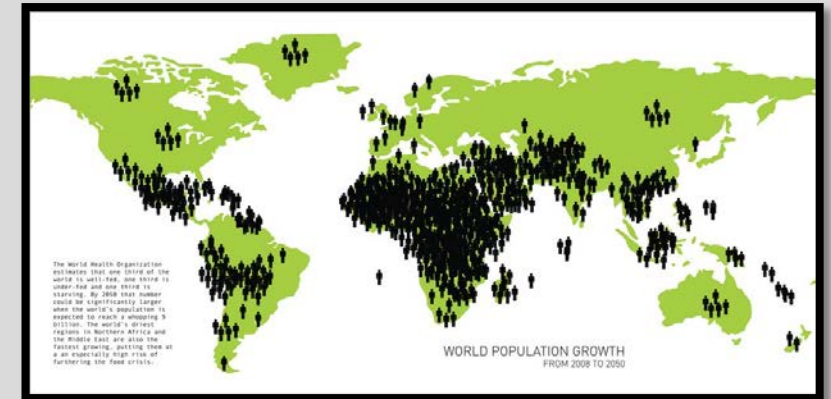 The World Health Organization
estimates that one third of the
world is well-fed, one third is
under-fed and one third is
starving. By 2050 that number
could be significantly larger
when the world's population is
expected to reach a whopping 9
billion. The world's driest
regions in Northern Africa and
the Middle East are also the
fastest growing, putting them at
a an especially high risk of
furthering the food crisis.
WORLD POPULATION GROWTH
FROM 2008 TO 2050